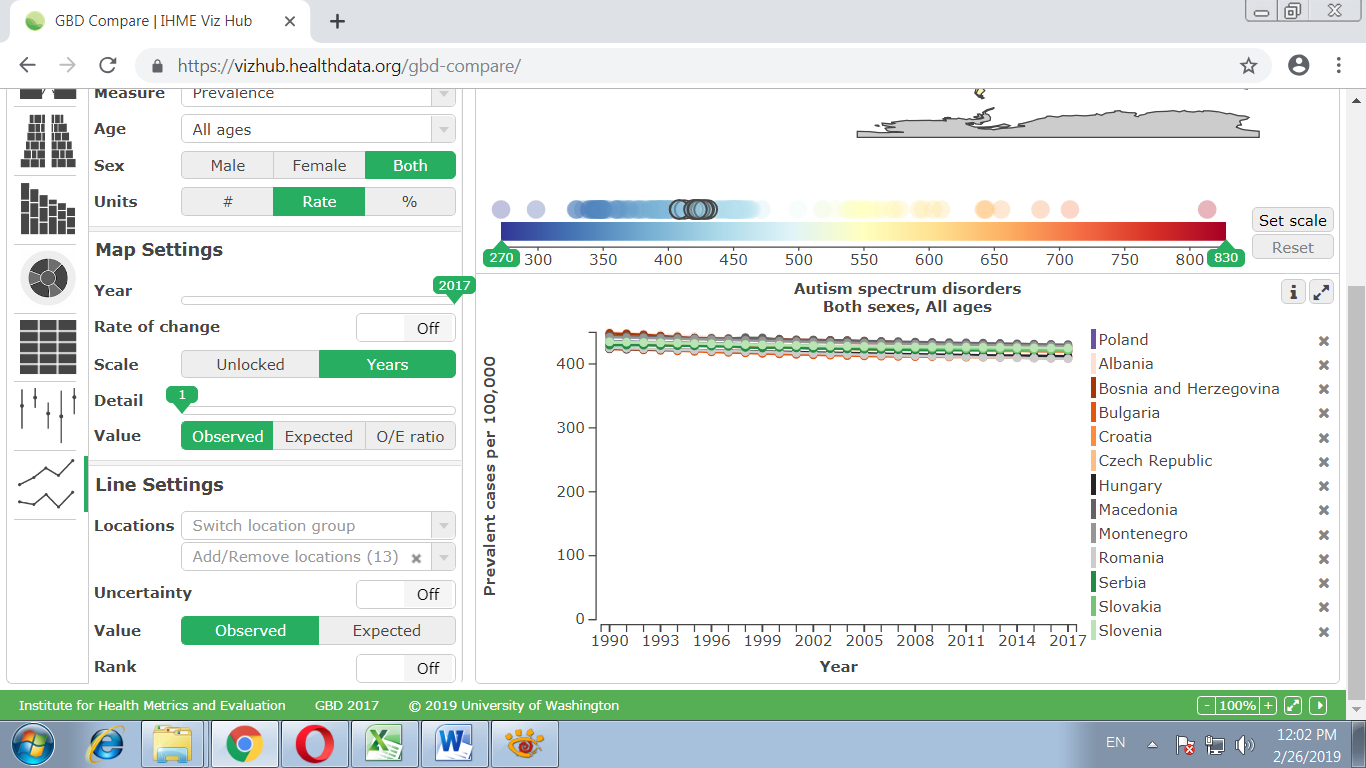 GBD Compare | IHME Viz Hub
https://vizhub.healthdata.org/gbd-compare/
Measure Prevalence
Age All ages
Sex Male Female Both
Units # Rate %
Map Settings
Year 2017
Rate of change Off
Scale Unlocked Years
Detail 1
Value Observed Expected O/E ratio
Line Settings
Locations Switch location group
Add/Remove locations (13)
Uncertainty Off
Value Observed Expected
Rank Off
Set scale
Reset
270 300 350 400 450 500 550 600 650 700 750 800 830
Autism spectrum disorders
Both sexes, All ages
Prevalent cases per 100,000
400
300
200
100
0
1990 1993 1996 1999 2002 2005 2008 2011 2014 2017
Year
Poland
Albania
Bosnia and Herzegovina
Bulgaria
Croatia
Czech Republic
Hungary
Macedonia
Montenegro
Romania
Serbia
Slovakia
Slovenia
Institute for Health Metrics and Evaluation GBD 2017 © 2019 University of Washington
- 100% +
EN 12:02 PM
2/26/2019